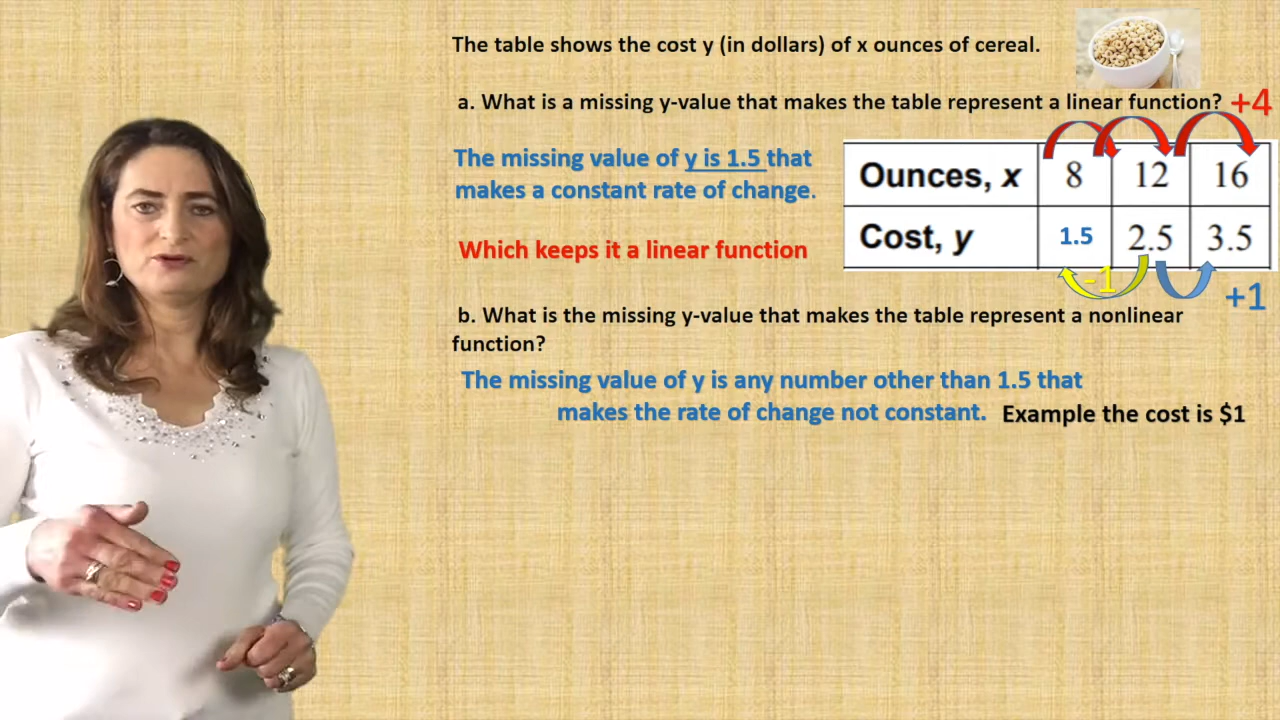 The table shows the cost y (in dollars) of x ounces of cereal.
a. What is a missing y-value that makes the table represent a linear function?
+4
The missing value of y is 1.5 that
makes a constant rate of change.
Which keeps it a linear function
Ounces, x 8 12 16
Cost, y 1.5 2.5 3.5
-1
+1
b. What is the missing y-value that makes the table represent a nonlinear
function?
The missing value of y is any number other than 1.5 that
makes the rate of change not constant. Example the cost is $1